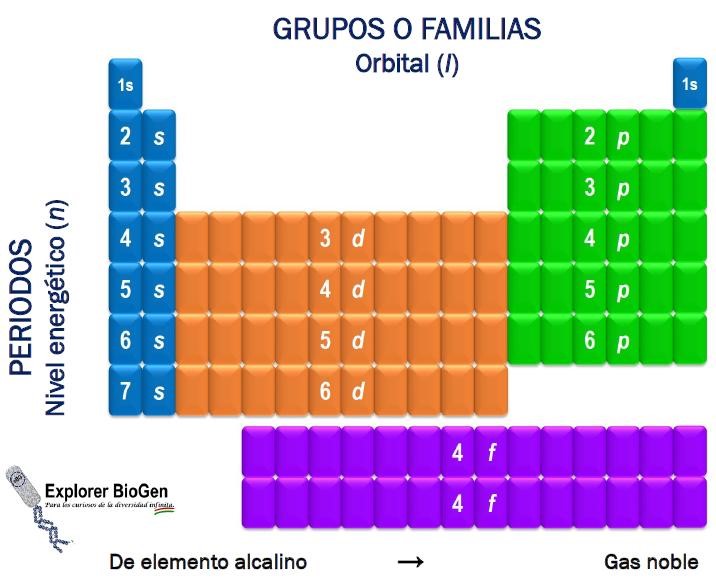 GRUPOS O FAMILIAS
Orbital (l)
PERIODOS
Nivel energético (n)
1s 1s
2 s 2 p
3 s 3 p
4 s 3 d 4 p
5 s 4 d 5 p
6 s 5 d 6 p
7 s 6 d
4 f
4 f
Explorer BioGen
Para los curiosos de la diversidad infinita.
De elemento alcalino → Gas noble